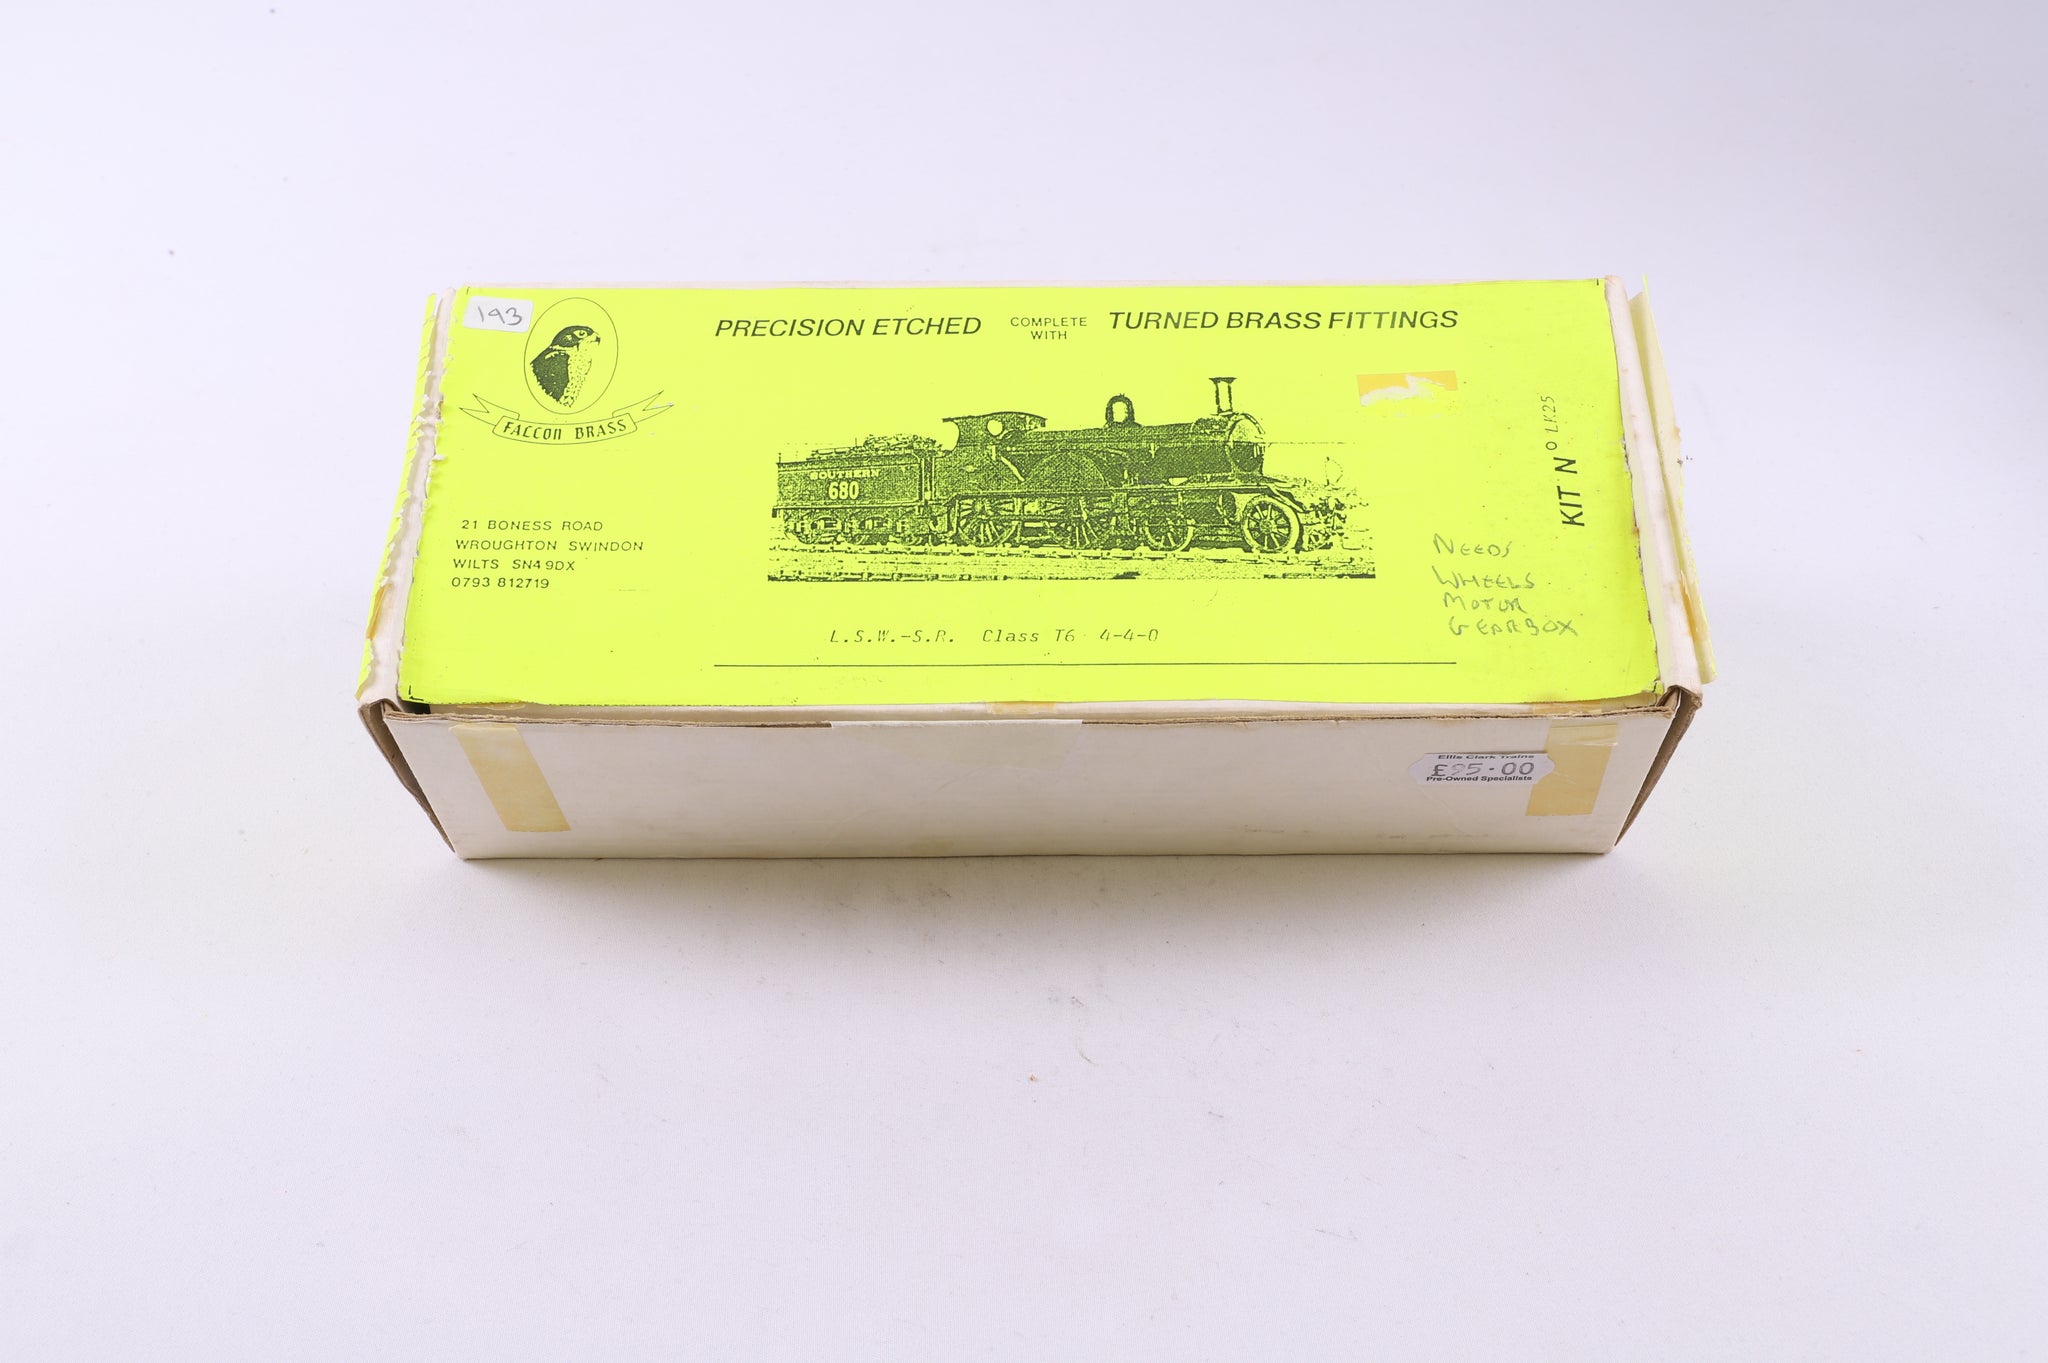 193
FALCON BRASS
21 BONESS ROAD
WROUGHTON SWINDON
WILTS SN4 9DX
0793 812719
PRECISION ETCHED COMPLETE WITH TURNED BRASS FITTINGS
SOUTHERN
680
L.S.W.-S.R. Class T6 4-4-0
KIT Nº LK25
NEEDS
WHEELS
MOTOR
GEARBOX
Ellis Clark Trains
£95.00
Pre-Owned Specialists